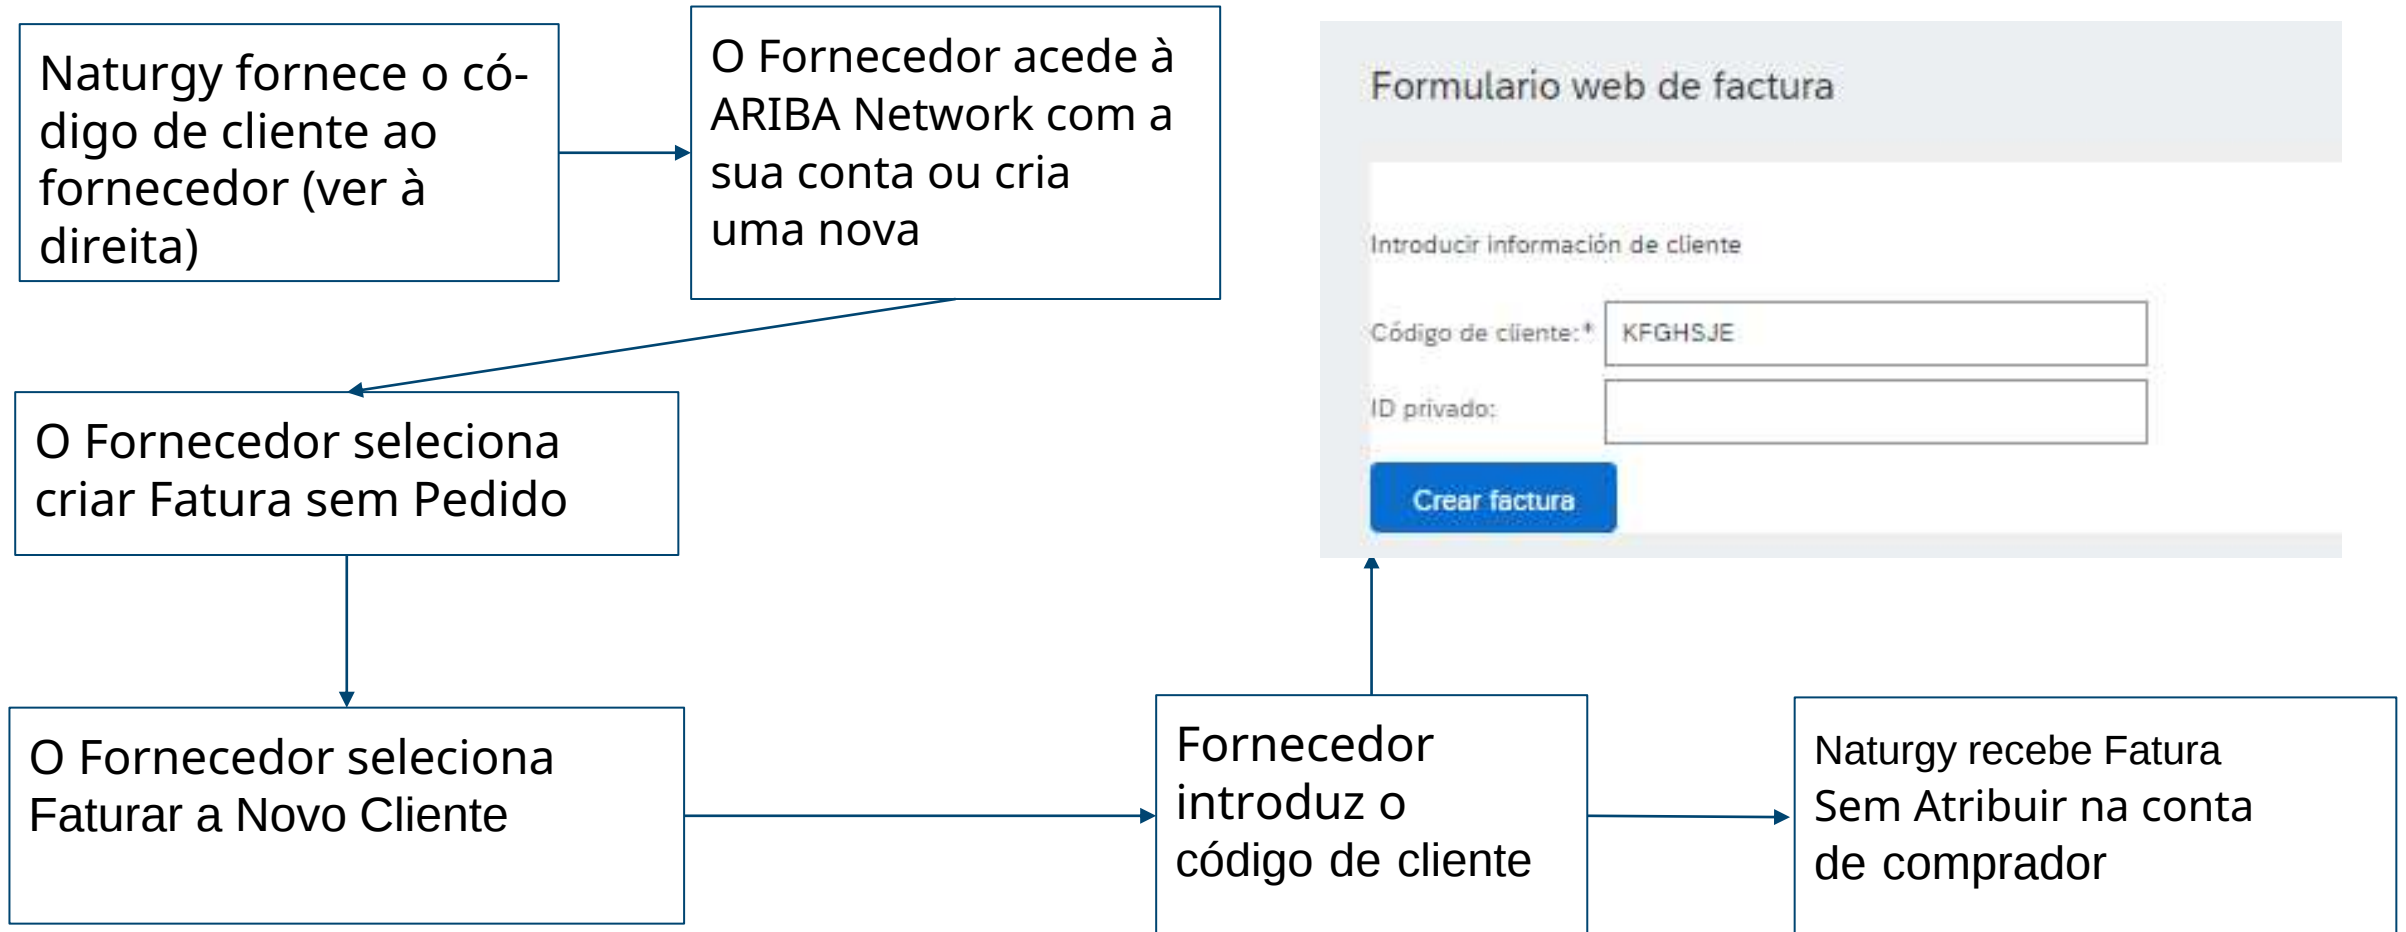 Naturgy fornece o có-
digo de cliente ao
fornecedor (ver à
direita)
O Fornecedor acede à
ARIBA Network com a
sua conta ou cria
uma nova
Formulario web de factura
Introducir información de cliente
Código de cliente:* KFGHSJE
ID privado:
Crear factura
O Fornecedor seleciona
criar Fatura sem Pedido
O Fornecedor seleciona
Faturar a Novo Cliente
Fornecedor
introduz o
código de cliente
Naturgy recebe Fatura
Sem Atribuir na conta
de comprador